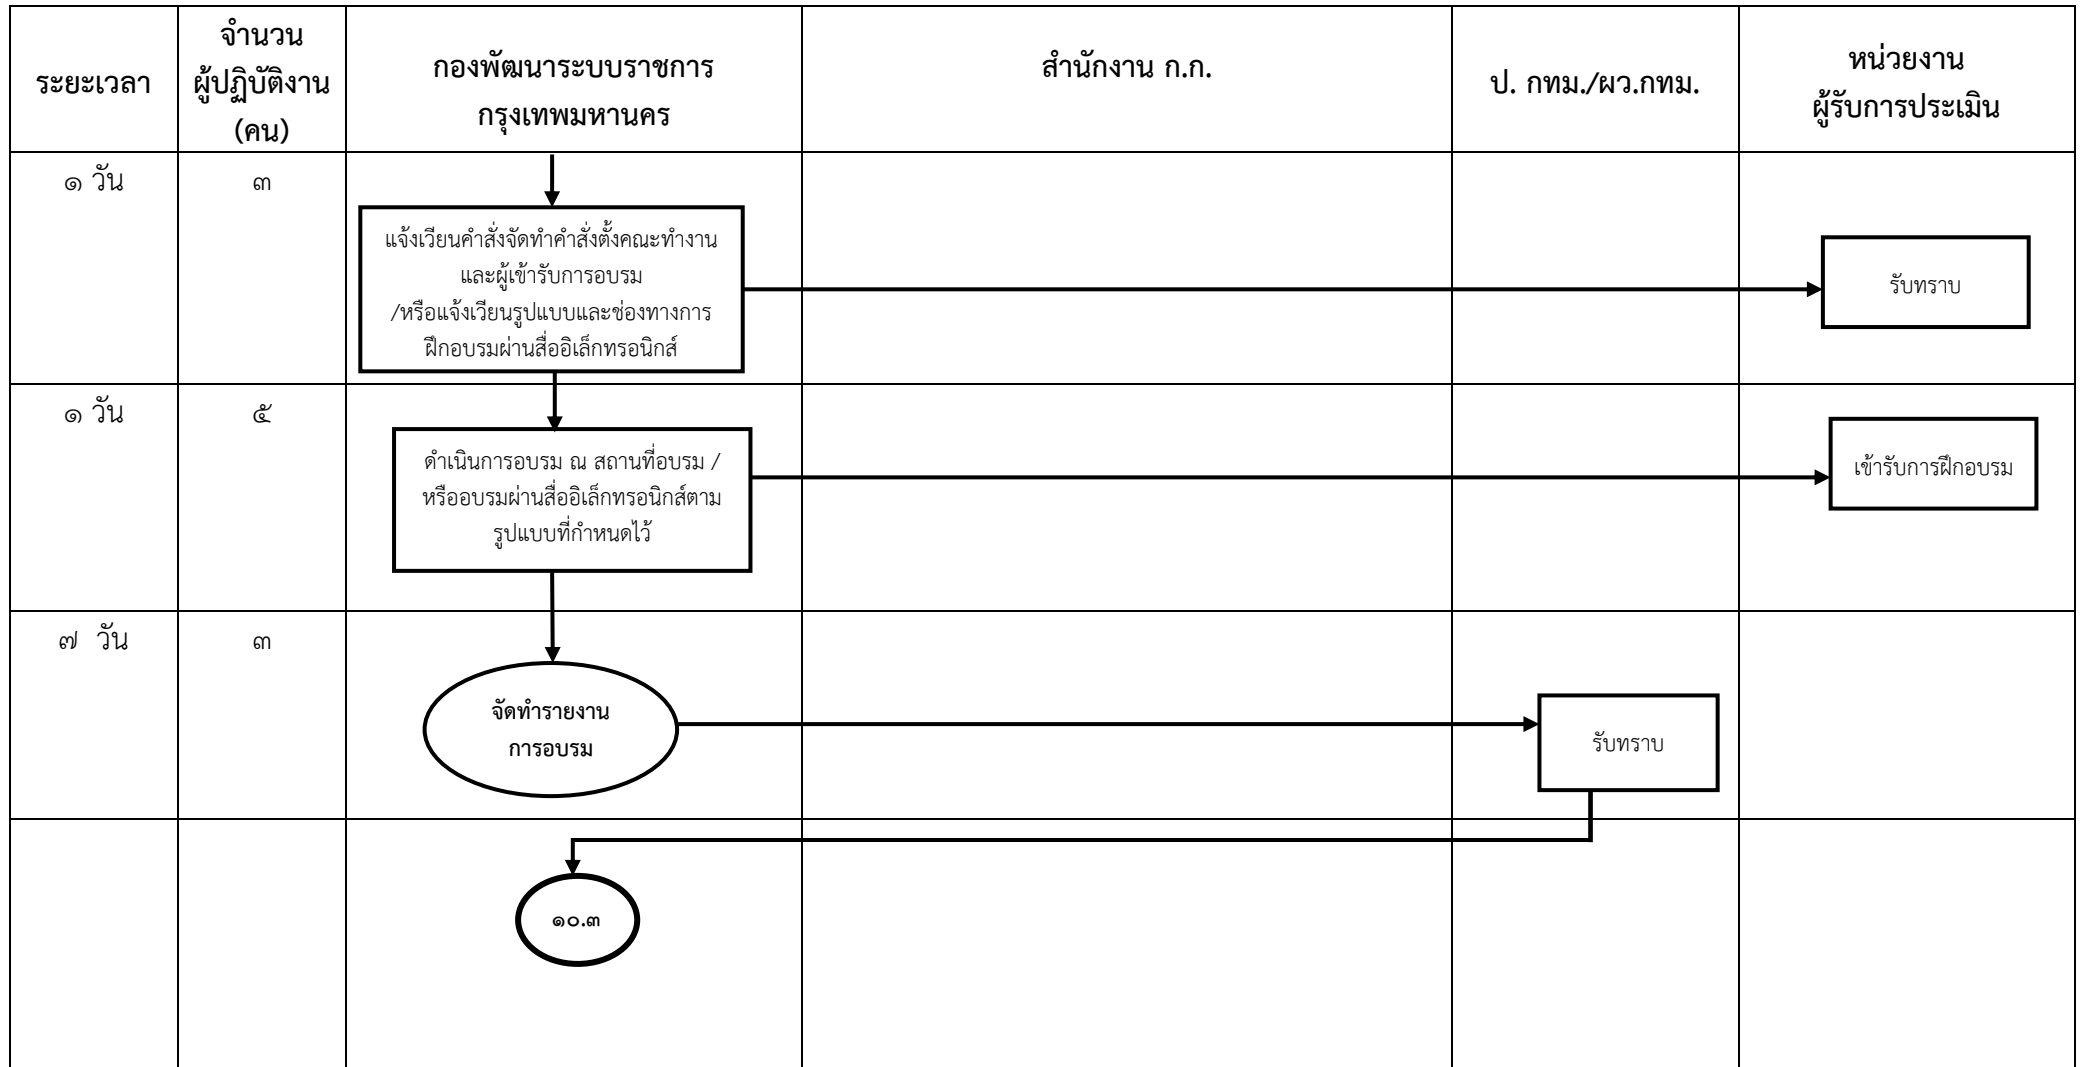 ระยะเวลา
จำนวน
ผู้ปฏิบัติงาน
(คน)
กองพัฒนาระบบราชการ
กรุงเทพมหานคร
สำนักงาน ก.ก.
ป. กทม./ผว.กทม.
หน่วยงาน
ผู้รับการประเมิน
๑ วัน
๓
แจ้งเวียนคำสั่งจัดทำคำสั่งตั้งคณะทำงาน
และผู้เข้ารับการอบรม
/หรือแจ้งเวียนรูปแบบและช่องทางการ
ฝึกอบรมผ่านสื่ออิเล็กทรอนิกส์
รับทราบ
๑ วัน
๕
ดำเนินการอบรม ณ สถานที่อบรม /
หรืออบรมผ่านสื่ออิเล็กทรอนิกส์ตาม
รูปแบบที่กำหนดไว้
เข้ารับการฝึกอบรม
๗ วัน
๓
จัดทำรายงาน
การอบรม
รับทราบ
๑๐.๓